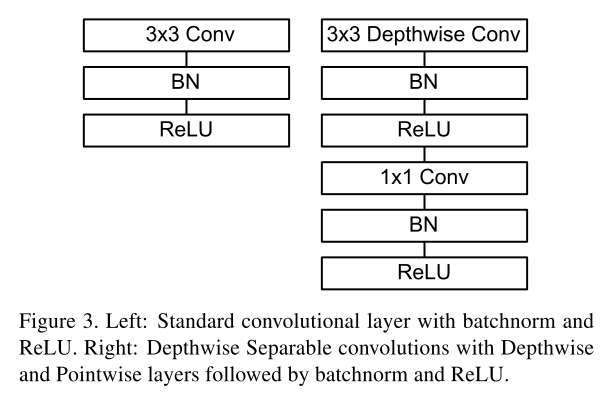 3x3 Conv
BN
ReLU
3x3 Depthwise Conv
BN
ReLU
1x1 Conv
BN
ReLU
Figure 3. Left: Standard convolutional layer with batchnorm and
ReLU. Right: Depthwise Separable convolutions with Depthwise
and Pointwise layers followed by batchnorm and ReLU.